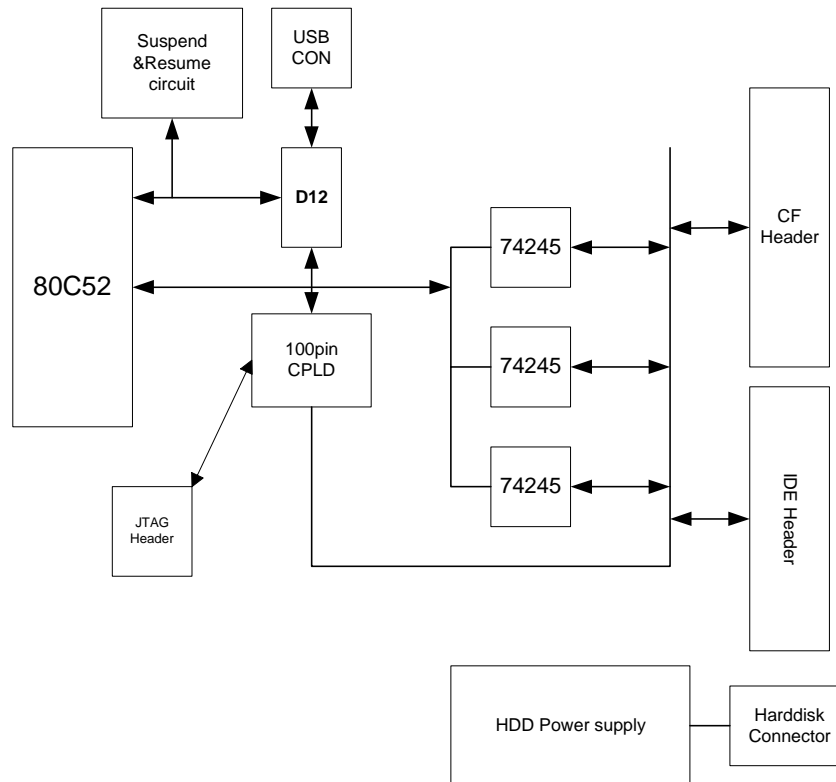 Suspend
&Resume
circuit
USB
CON
D12
80C52
74245
CF
Header
100pin
CPLD
74245
74245
JTAG
Header
IDE Header
HDD Power supply
Harddisk
Connector